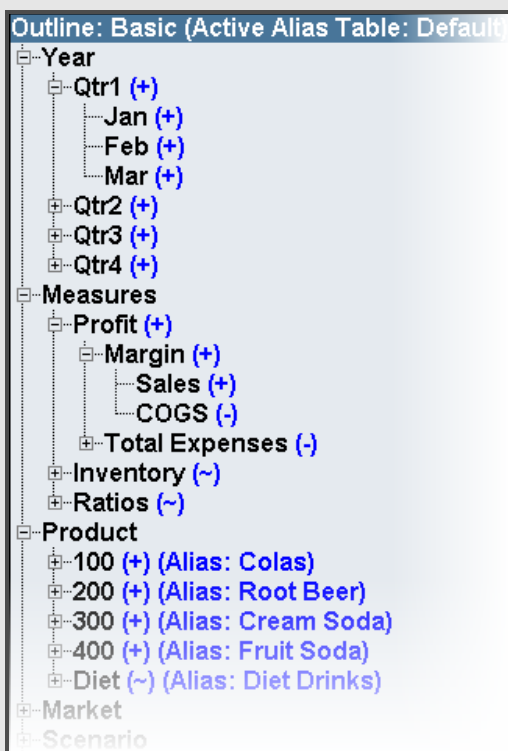 Outline: Basic (Active Alias Table: Default)
Year
Qtr1 (+)
Jan (+)
Feb (+)
Mar (+)
Qtr2 (+)
Qtr3 (+)
Qtr4 (+)
Measures
Profit (+)
Margin (+)
Sales (+)
COGS (-)
Total Expenses (-)
Inventory (~)
Ratios (~)
Product
100 (+) (Alias: Colas)
200 (+) (Alias: Root Beer)
300 (+) (Alias: Cream Soda)
400 (+) (Alias: Fruit Soda)
Diet (~) (Alias: Diet Drinks)
Market
Scenario